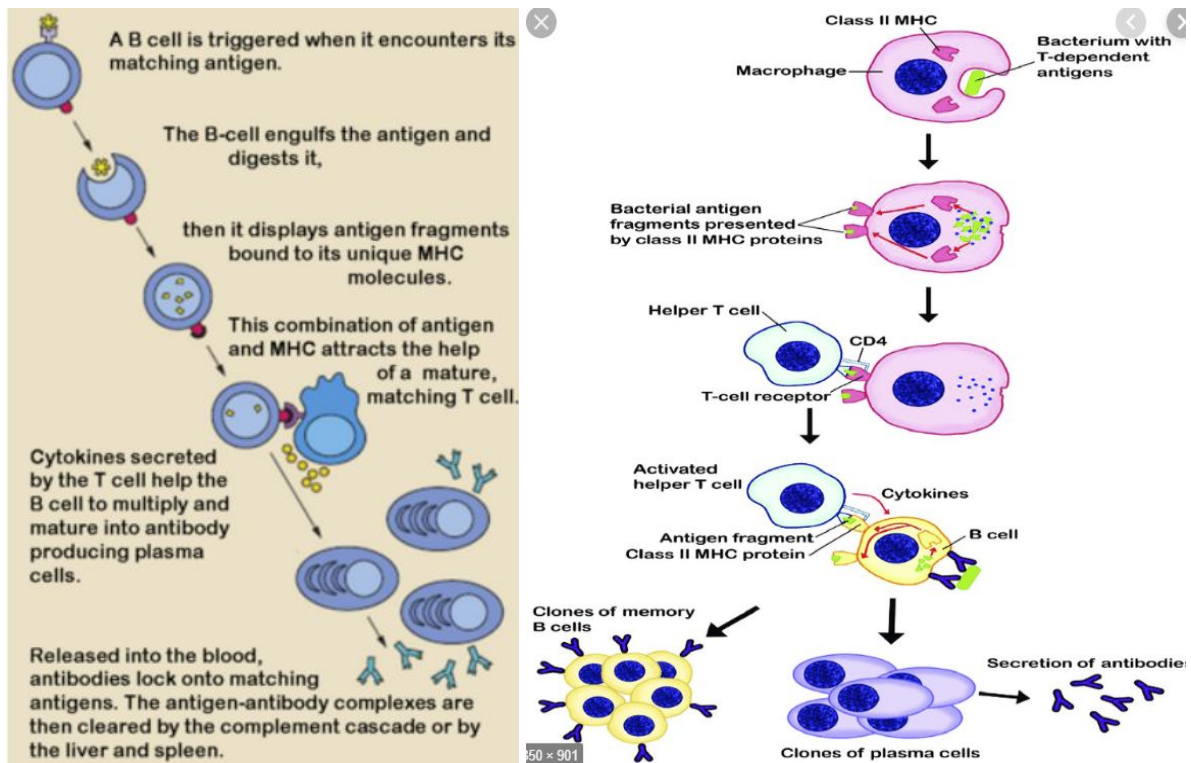 A B cell is triggered when it encounters its
matching antigen.
The B-cell engulfs the antigen and
digests it,
then it displays antigen fragments
bound to its unique MHC
molecules.
This combination of antigen
and MHC attracts the help
of a mature,
matching T cell.
Cytokines secreted
by the T cell help the
B cell to multiply and
mature into antibody
producing plasma
cells.
Released into the blood,
antibodies lock onto matching
antigens. The antigen-antibody complexes are
then cleared by the complement cascade or by
the liver and spleen.
Class II MHC
Macrophage
Bacterium with
T-dependent
antigens
Bacterial antigen
fragments presented
by class II MHC proteins
Helper T cell
CD4
T-cell receptor
Activated
helper T cell
Cytokines
Antigen fragment
Class II MHC protein
B cell
Clones of memory
B cells
Secretion of antibodies
Clones of plasma cells
350 × 901